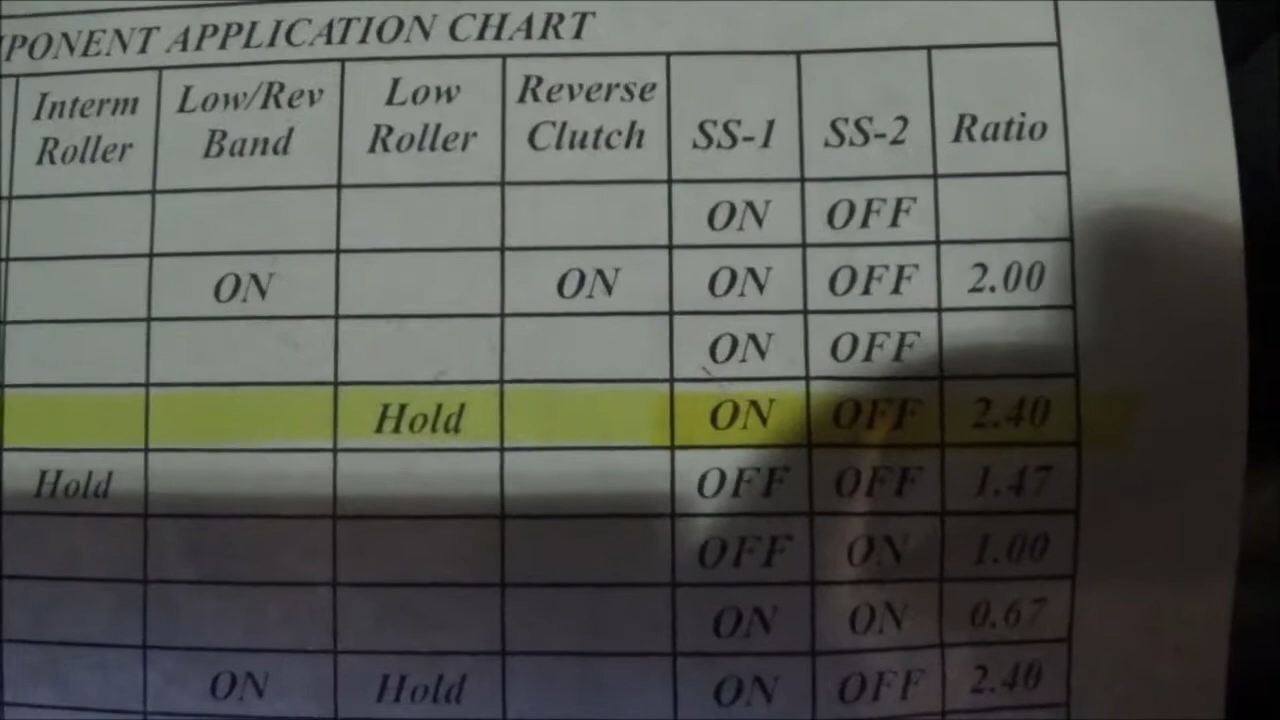 PONENT APPLICATION CHART
Interm Roller Low/Rev Band Low Roller Reverse Clutch SS-1 SS-2 Ratio
ON OFF
ON ON ON OFF 2.00
ON OFF
Hold ON OFF 2.40
Hold OFF OFF 1.47
OFF ON 1.00
ON ON 0.67
ON Hold ON OFF 2.40